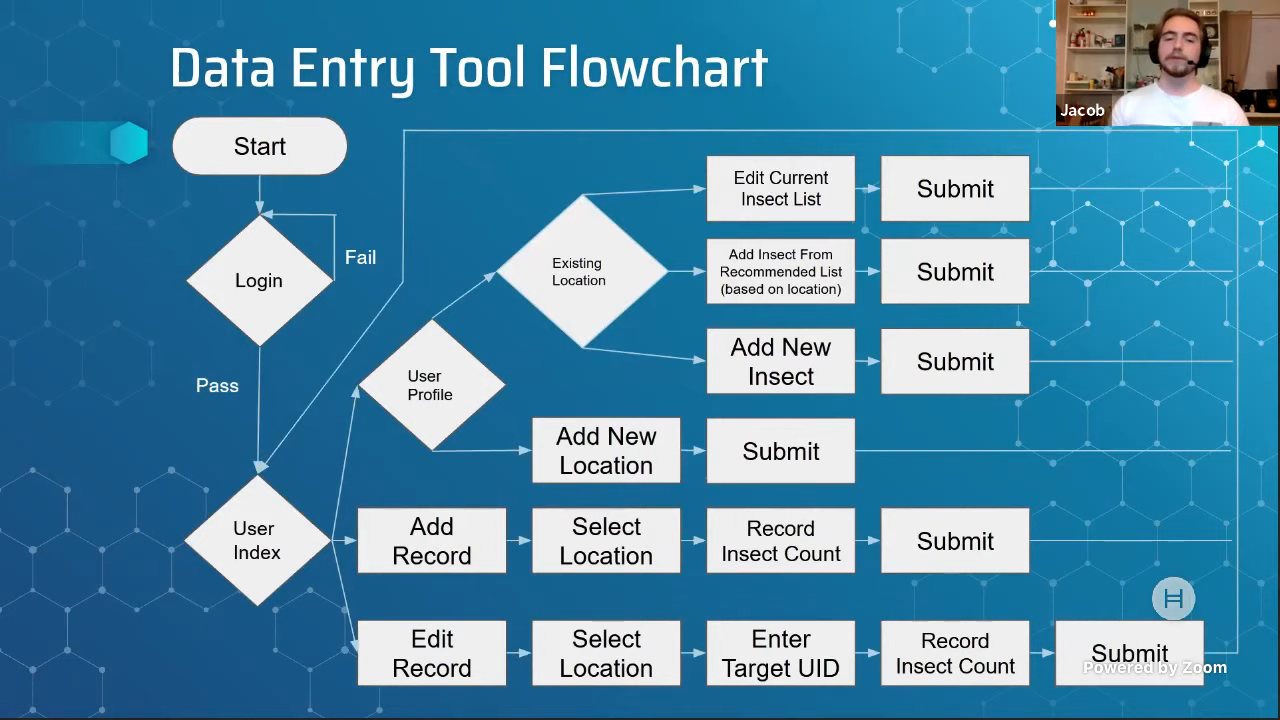 Data Entry Tool Flowchart
Jacob
Start
Login
Fail
Pass
User
Index
User
Profile
Existing
Location
Edit Current
Insect List
Submit
Add Insect From
Recommended List
(based on location)
Submit
Add New
Insect
Submit
Add New
Location
Submit
Add
Record
Select
Location
Record
Insect Count
Submit
Edit
Record
Select
Location
Enter
Target UID
Record
Insect Count
Submit
Powered by Zoom